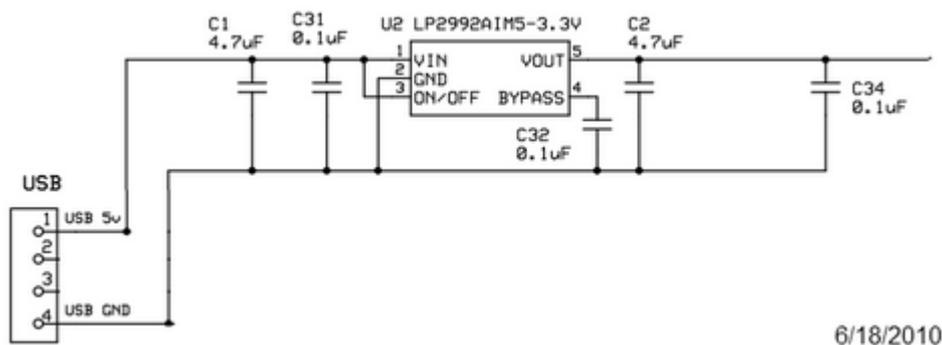 C1
4.7uF
C31
0.1uF
U2 LP2992AIM5-3.3V
C2
4.7uF
1 VIN
VOUT 5
2 GND
3 ON/OFF
BYPASS 4
C34
0.1uF
C32
0.1uF
USB
1 USB 5v
2
3
4 USB GND
6/18/2010